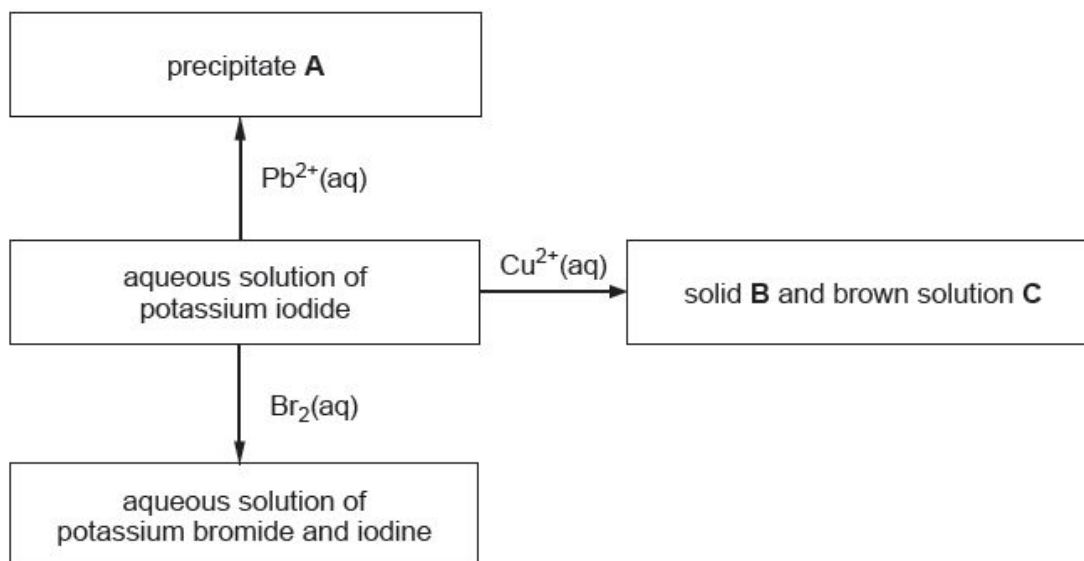 precipitate A
Pb²⁺(aq)
aqueous solution of
potassium iodide
Cu²⁺(aq)
solid B and brown solution C
Br₂(aq)
aqueous solution of
potassium bromide and iodine